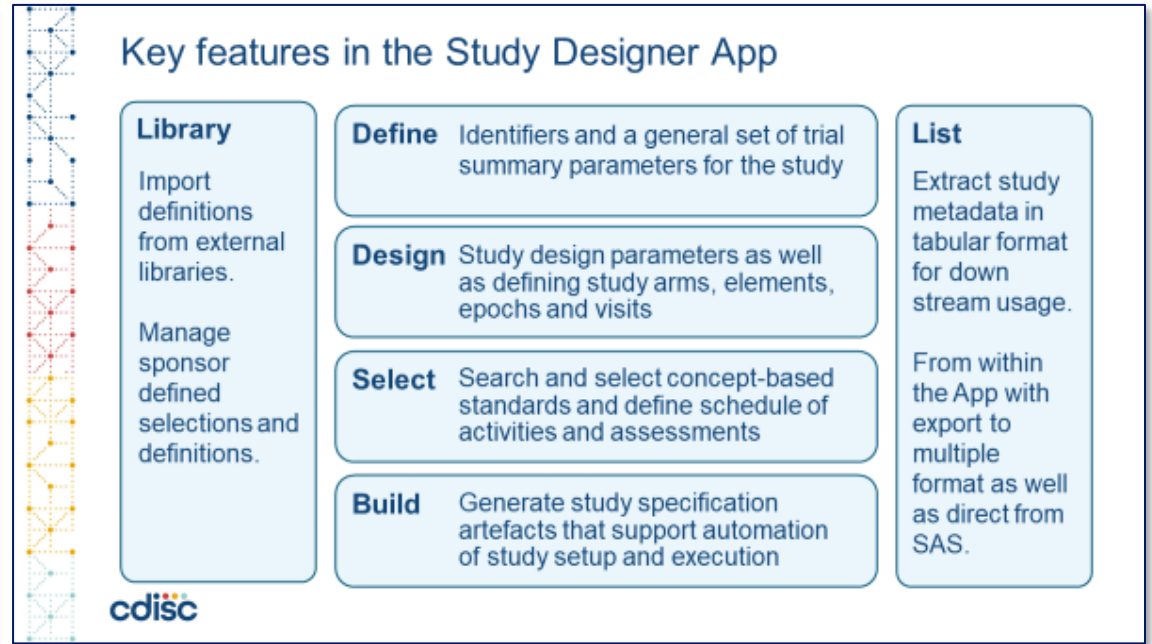 Key features in the Study Designer App
Library
Import
definitions
from external
libraries.
Manage
sponsor
defined
selections and
definitions.
Define Identifiers and a general set of trial
summary parameters for the study
Design Study design parameters as well
as defining study arms, elements,
epochs and visits
Select Search and select concept-based
standards and define schedule of
activities and assessments
Build Generate study specification
artefacts that support automation
of study setup and execution
List
Extract study
metadata in
tabular format
for down
stream usage.
From within
the App with
export to
multiple
format as well
as direct from
SAS.
cdisc